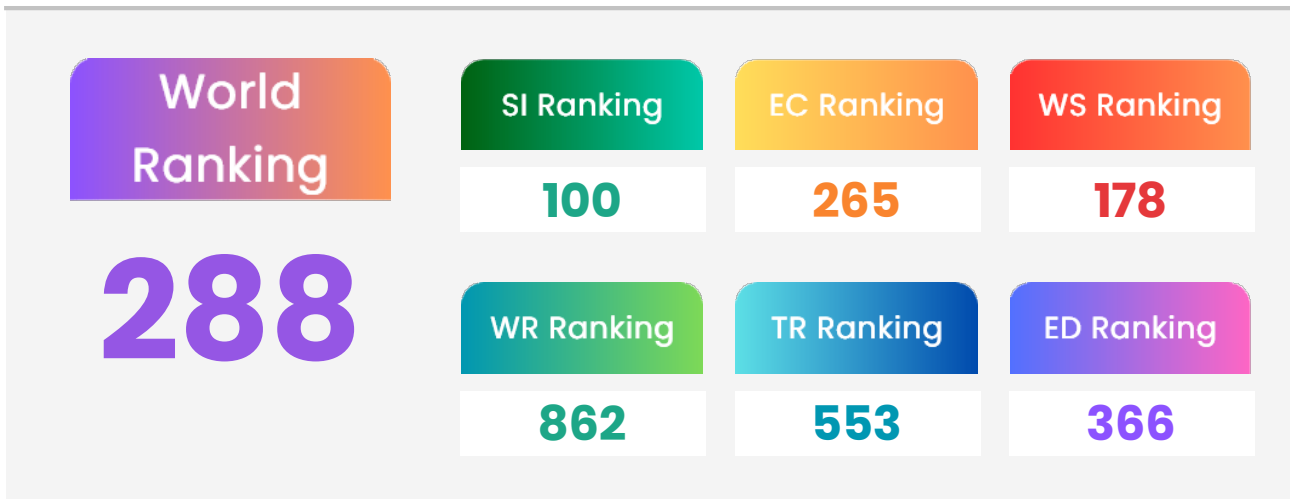 World
Ranking
288
SI Ranking
EC Ranking
WS Ranking
100
265
178
WR Ranking
TR Ranking
ED Ranking
862
553
366